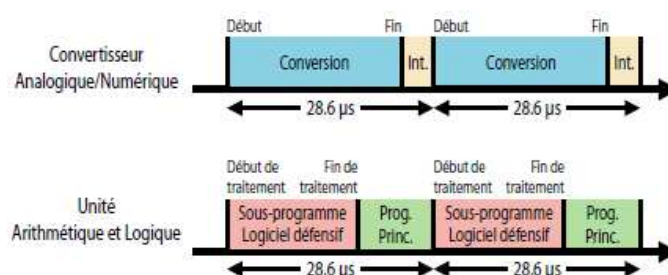 Début Fin Début Fin
Convertisseur
Analogique/Numérique
Conversion Int. Conversion Int.
28.6 µs 28.6 µs
Début de traitement Fin de traitement Début de traitement Fin de traitement
Unité
Arithmétique et Logique
Sous-programme Logiciel défensif Prog. Princ. Sous-programme Logiciel défensif Prog. Princ.
28.6 µs 28.6 µs